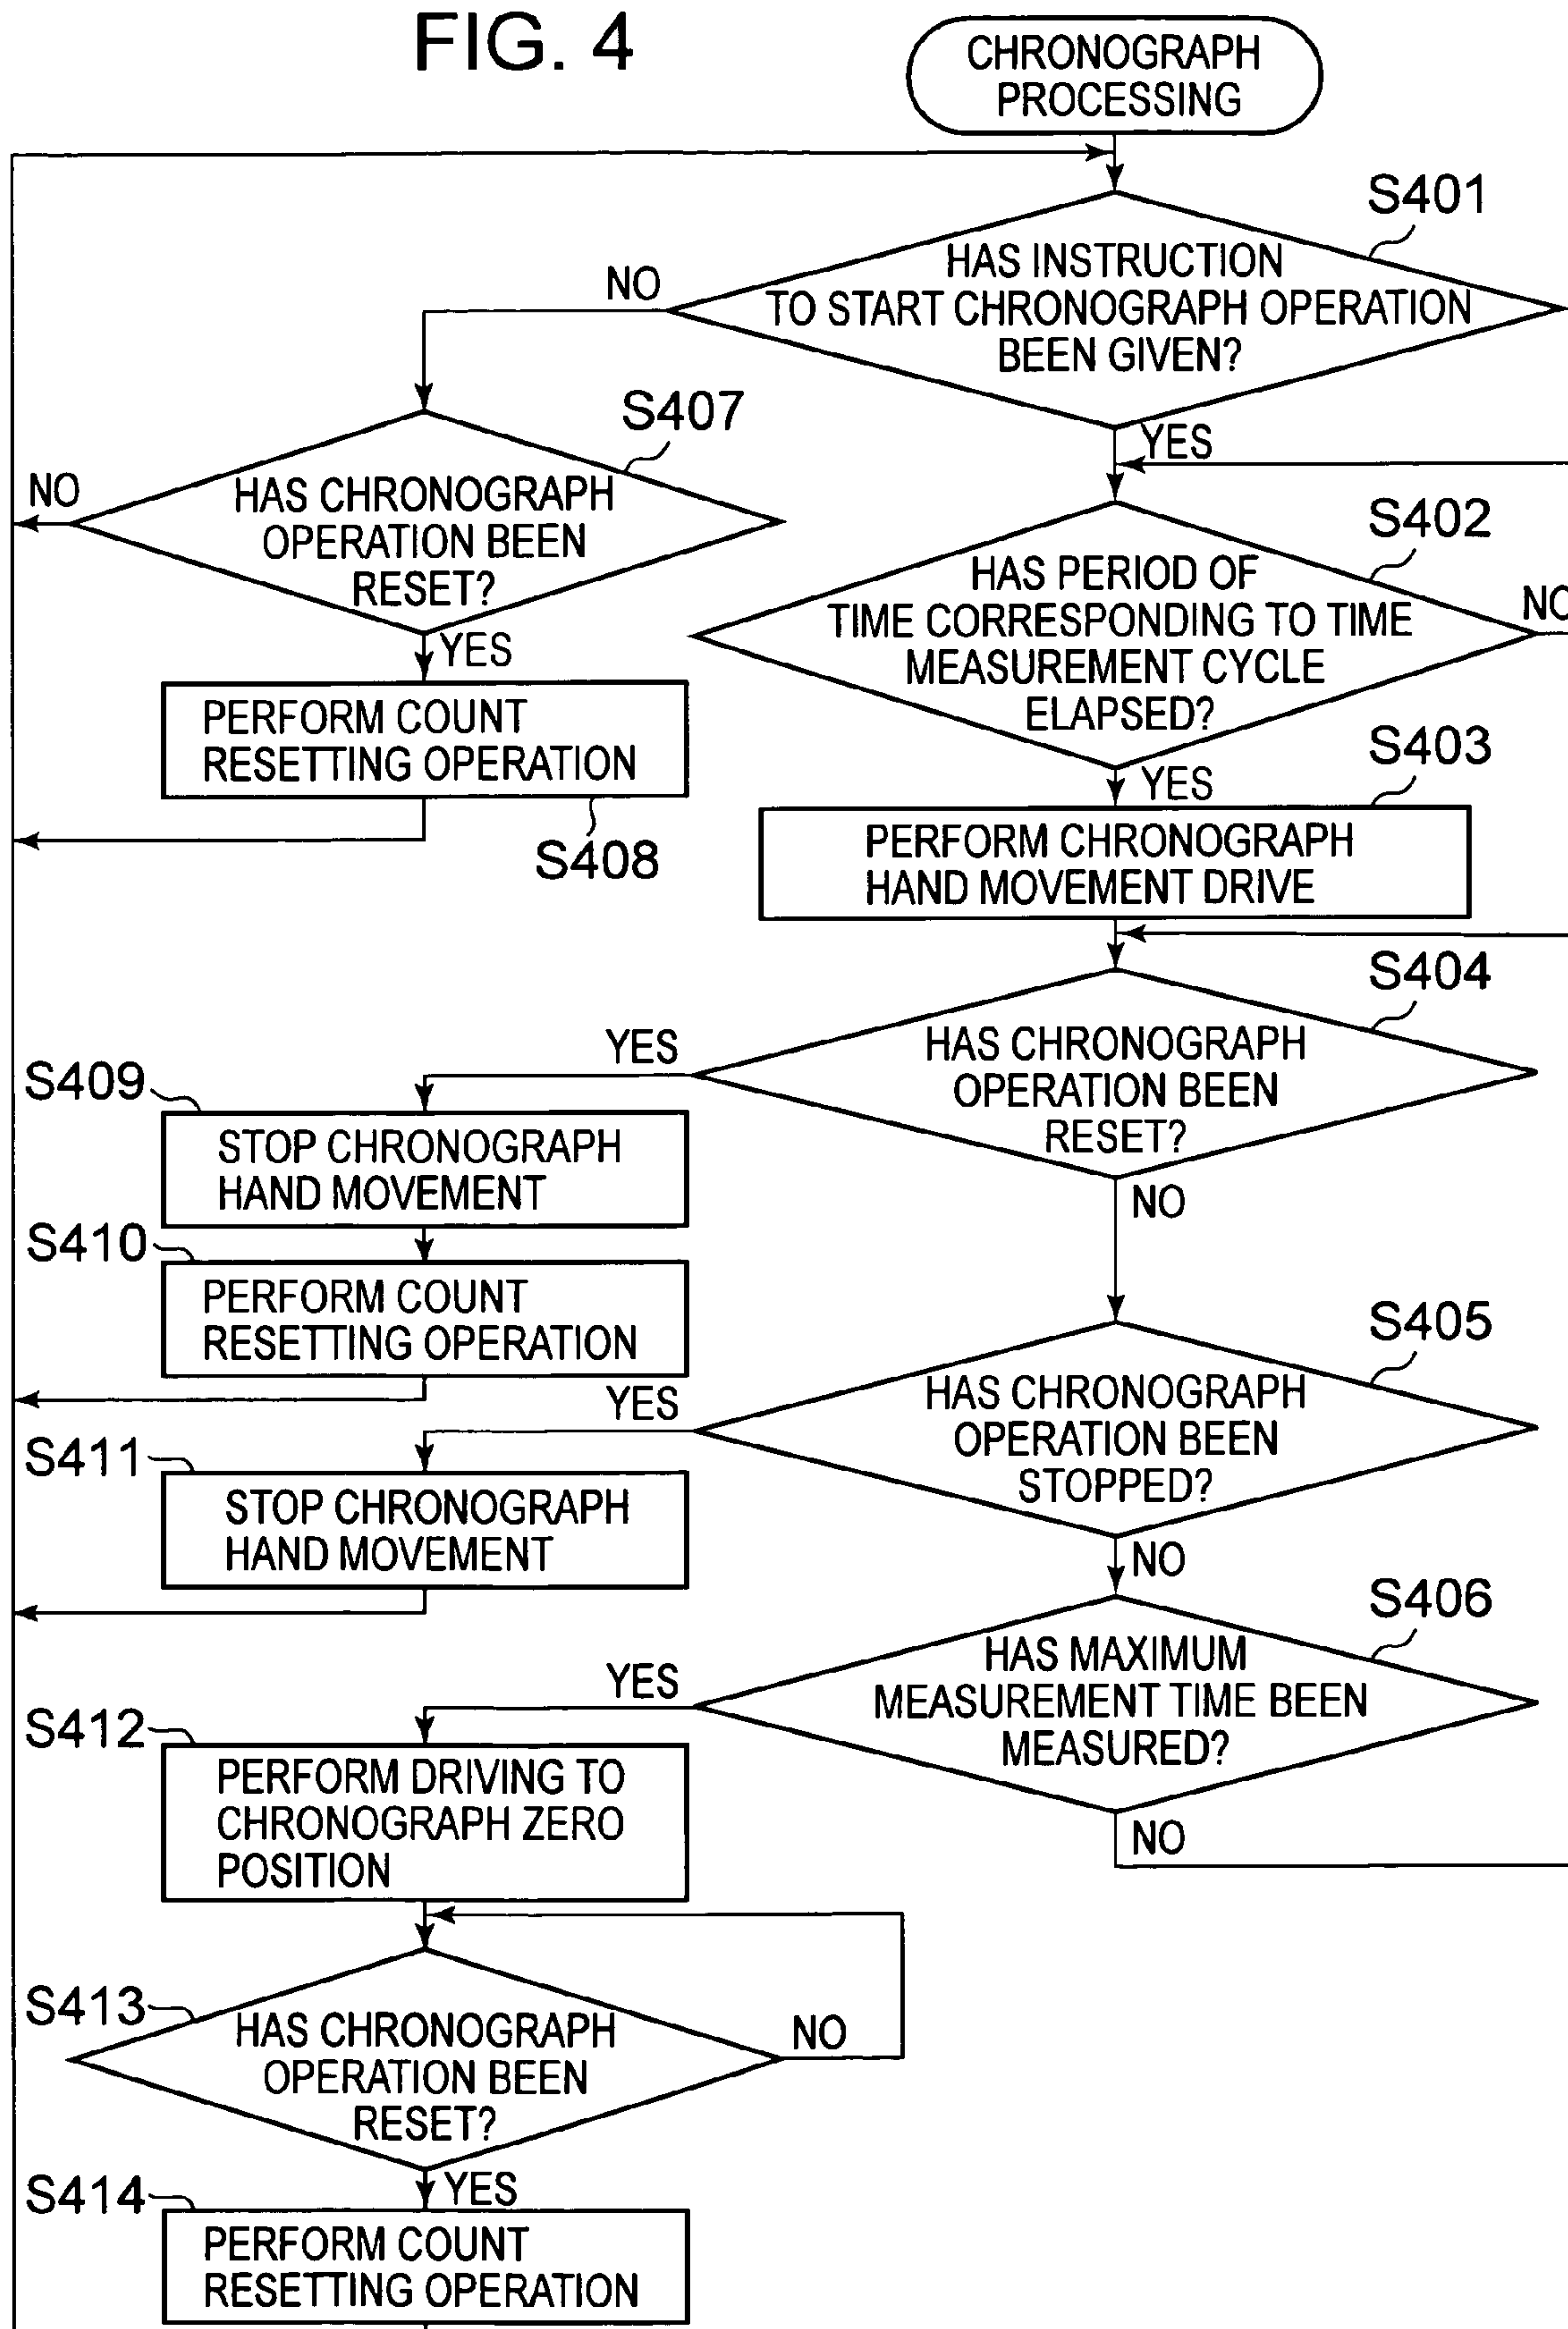 FIG. 4
CHRONOGRAPH
PROCESSING
S401
HAS INSTRUCTION
TO START CHRONOGRAPH OPERATION
BEEN GIVEN?
NO
YES
S407
HAS CHRONOGRAPH
OPERATION BEEN
RESET?
NO
YES
S402
HAS PERIOD OF
TIME CORRESPONDING TO TIME
MEASUREMENT CYCLE
ELAPSED?
NO
YES
PERFORM COUNT
RESETTING OPERATION
S408
S403
PERFORM CHRONOGRAPH
HAND MOVEMENT DRIVE
S404
HAS CHRONOGRAPH
OPERATION BEEN
RESET?
YES
NO
S409
STOP CHRONOGRAPH
HAND MOVEMENT
S410
PERFORM COUNT
RESETTING OPERATION
S405
HAS CHRONOGRAPH
OPERATION BEEN
STOPPED?
YES
NO
S411
STOP CHRONOGRAPH
HAND MOVEMENT
S406
HAS MAXIMUM
MEASUREMENT TIME BEEN
MEASURED?
YES
NO
S412
PERFORM DRIVING TO
CHRONOGRAPH ZERO
POSITION
S413
HAS CHRONOGRAPH
OPERATION BEEN
RESET?
NO
YES
S414
PERFORM COUNT
RESETTING OPERATION